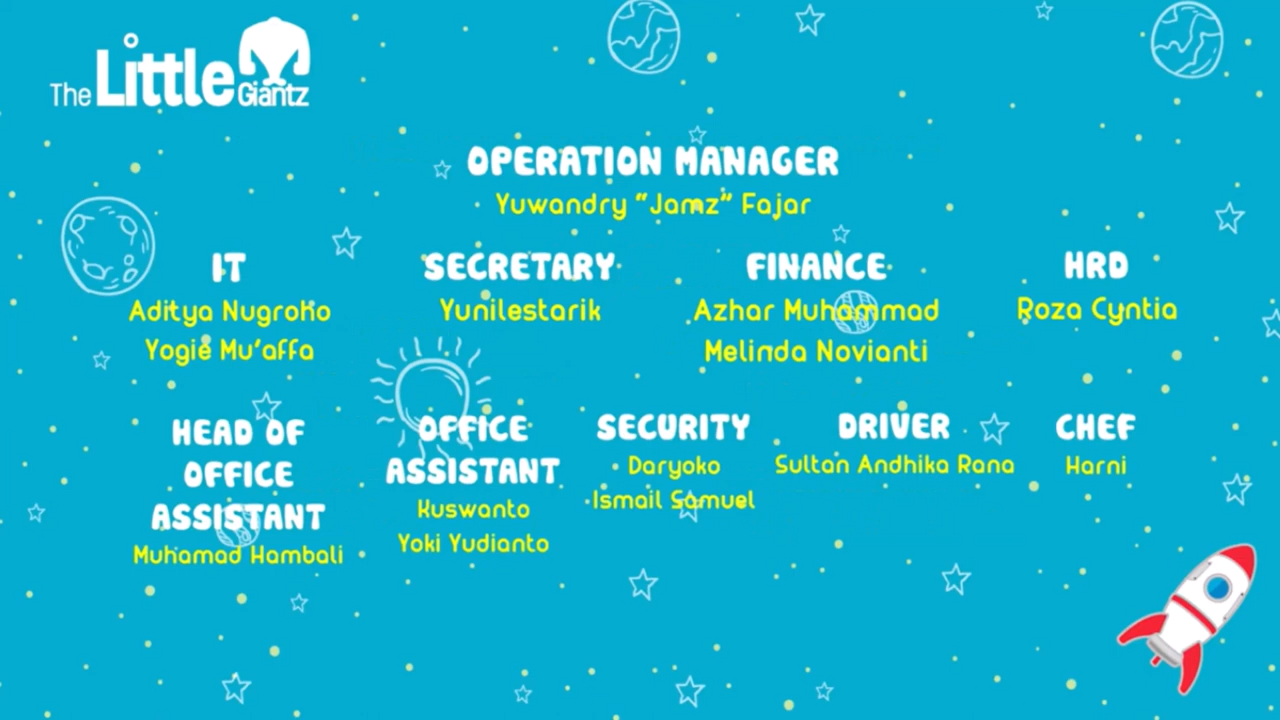 The Little Giantz
OPERATION MANAGER
Yuwandry "Jamz" Fajar
IT
Aditya Nugroho
Yogie Mu'affa
SECRETARY
Yunilestarik
FINANCE
Azhar Muhammad
Melinda Novianti
HRD
Roza Cyntia
HEAD OF
OFFICE
ASSISTANT
Muhamad Hambali
OFFICE
ASSISTANT
Kuswanto
Yoki Yudianto
SECURITY
Daryoko
Ismail Samuel
DRIVER
Sultan Andhika Rana
CHEF
Harni